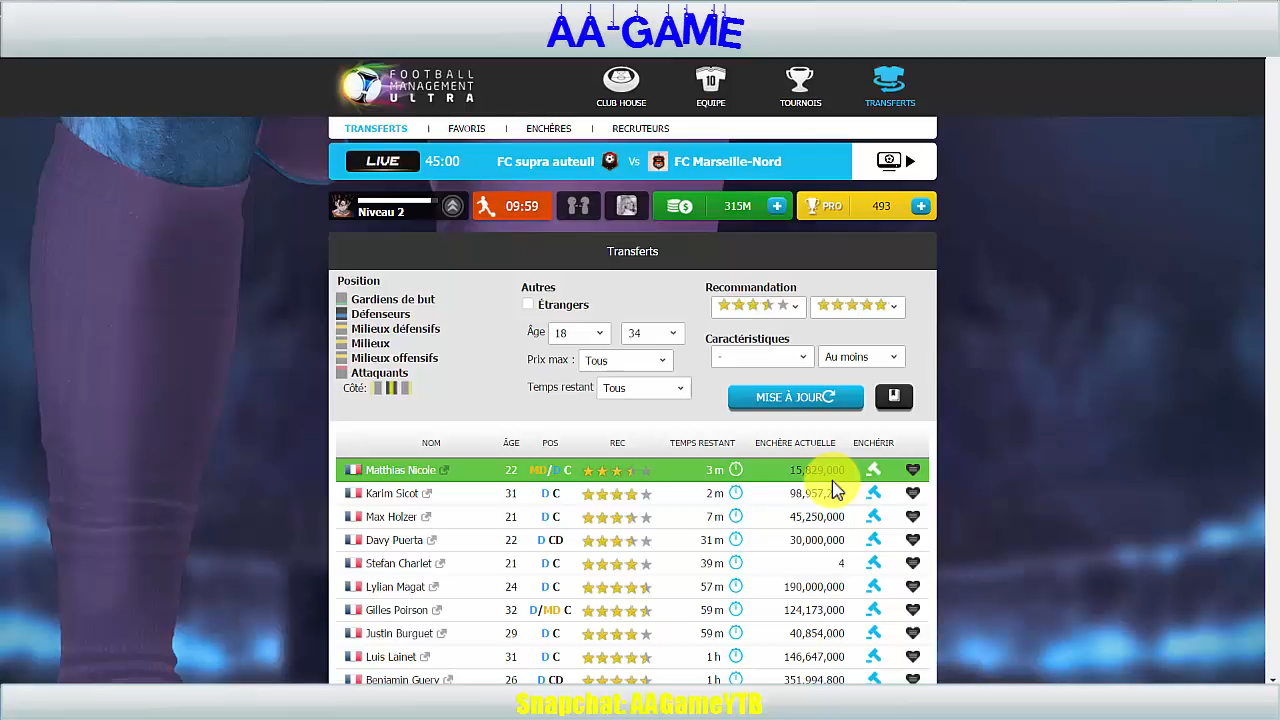 AA-GAME
FOOTBALL
MANAGEMENT
ULTRA
CLUB HOUSE
10
EQUIPE
TOURNOIS
TRANSFERTS
TRANSFERTS | FAVORIS | ENCHÈRES | RECRUTEURS
LIVE 45:00 FC supra auteuil Vs FC Marseille-Nord
Niveau 2 09:59 315M + PRO 493 +
Transferts
Position
Gardiens de but
Défenseurs
Milieux défensifs
Milieux
Milieux offensifs
Attaquants
Côté:
Autres
Étrangers
Âge 18 34
Prix max : Tous
Temps restant Tous
Recommandation
Caractéristiques
- Au moins
MISE À JOUR
NOM ÂGE POS REC TEMPS RESTANT ENCHÈRE ACTUELLE ENCHÉRIR
Matthias Nicole 22 MD/D C 3 m 15,829,000
Karim Sicot 31 D C 2 m
Max Holzer 21 D C 7 m 45,250,000
Davy Puerta 22 D CD 31 m 30,000,000
Stefan Charlet 21 D C 39 m 4
Lylian Magat 24 D C 57 m 190,000,000
Gilles Poirson 32 D/MD C 59 m 124,173,000
Justin Burguet 29 D C 59 m 40,854,000
Luis Lainet 31 D C 1 h 146,647,000
Benjamin Guery 26 D C 1 h 351,994,800
Snapchat: AAGameYTB